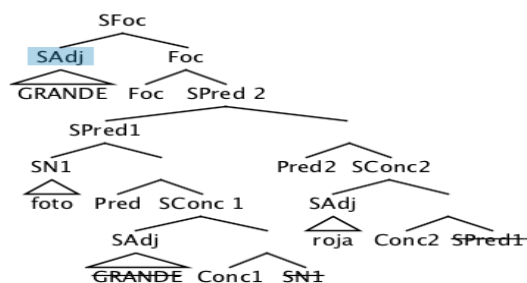 SFoc
SAdj Foc
GRANDE Foc SPred 2
SPred1
SN1 Pred2 SConc2
foto Pred SConc 1 SAdj
SAdj roja Conc2 SPred1
GRANDE Conc1 SN1